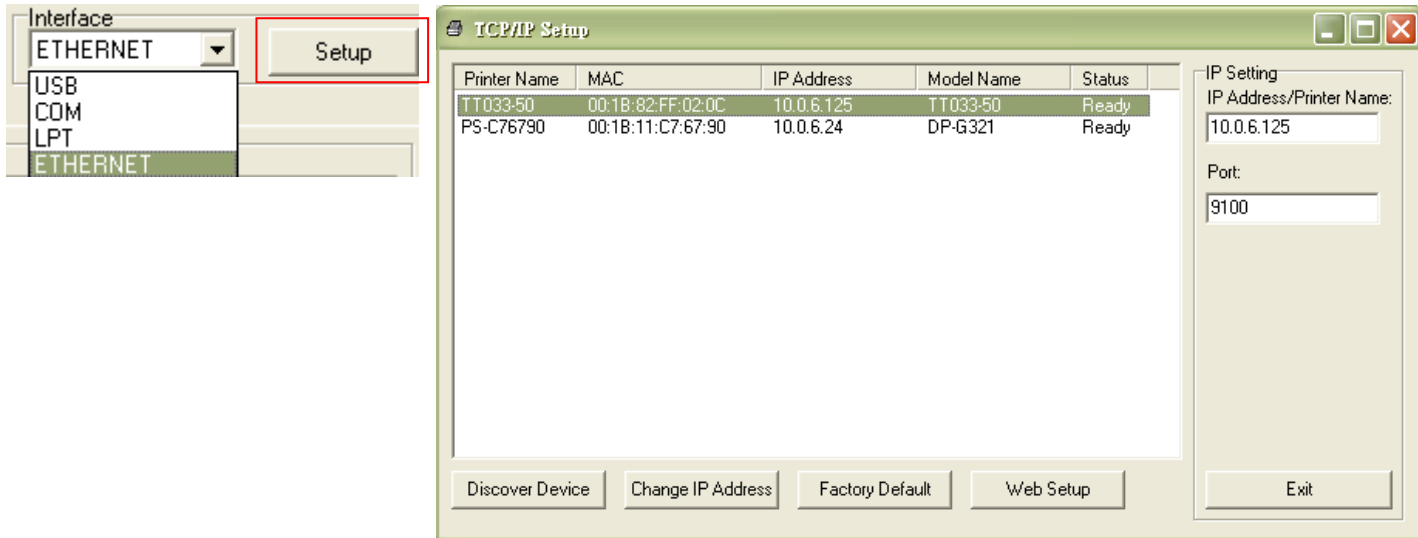 Interface
ETHERNET
Setup
USB
COM
LPT
ETHERNET
TCP/IP Setup
Printer Name MAC IP Address Model Name Status
TT033-50 00:1B:82:FF:02:0C 10.0.6.125 TT033-50 Ready
PS-C76790 00:1B:11:C7:67:90 10.0.6.24 DP-G321 Ready
IP Setting
IP Address/Printer Name:
10.0.6.125
Port:
9100
Discover Device Change IP Address Factory Default Web Setup Exit